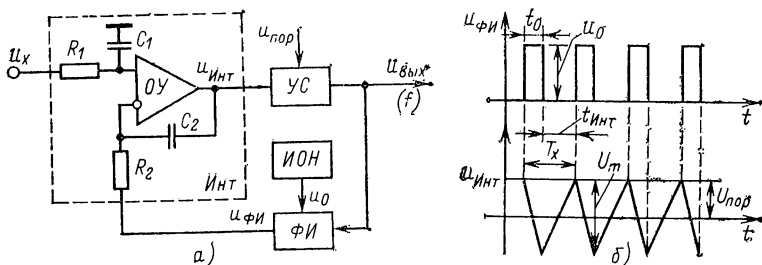 u_x
R_1
C_1
ОУ
u_Инт
C_2
R_2
Инт
u_пор
УС
u_вых
(f)
ИОН
u_0
ФИ
u_ФИ
а)
u_ФИ
t_0
U_0
t
t_Инт
T_x
u_Инт
U_m
U_пор
t
б)